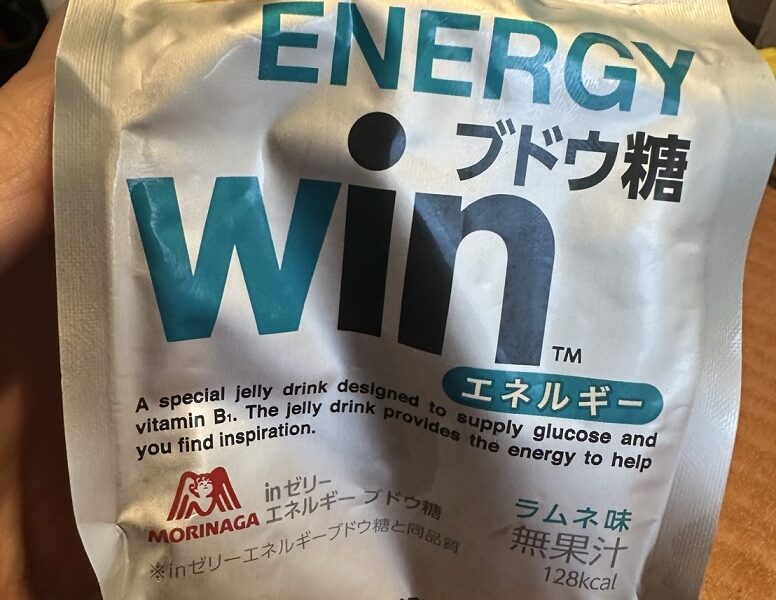 ENERGY
ブドウ糖
win™
エネルギー
A special jelly drink designed to supply glucose and
vitamin B₁. The jelly drink provides the energy to help
you find inspiration.
MORINAGA
inゼリー
エネルギー ブドウ糖
※inゼリーエネルギーブドウ糖と同品質
ラムネ味
無果汁
128kcal